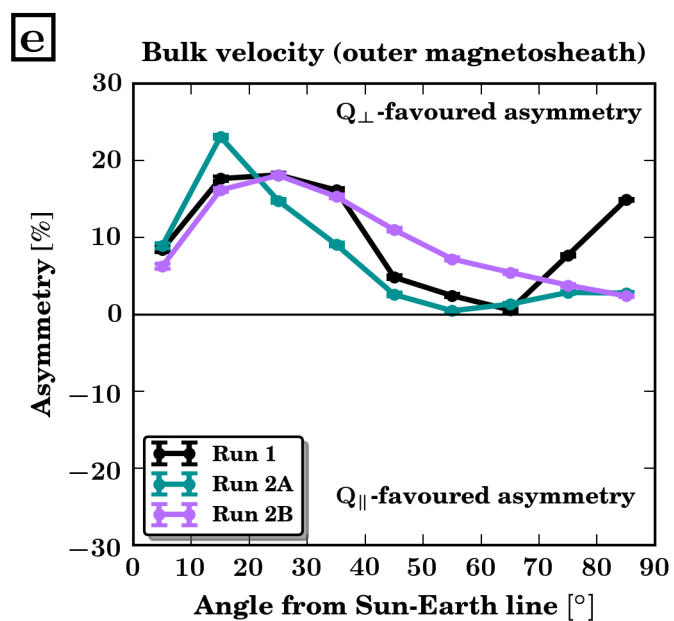 e
Bulk velocity (outer magnetosheath)
Q⊥-favoured asymmetry
Q∥-favoured asymmetry
Asymmetry [%]
30
20
10
0
−10
−20
−30
Run 1
Run 2A
Run 2B
0 10 20 30 40 50 60 70 80 90
Angle from Sun-Earth line [°]